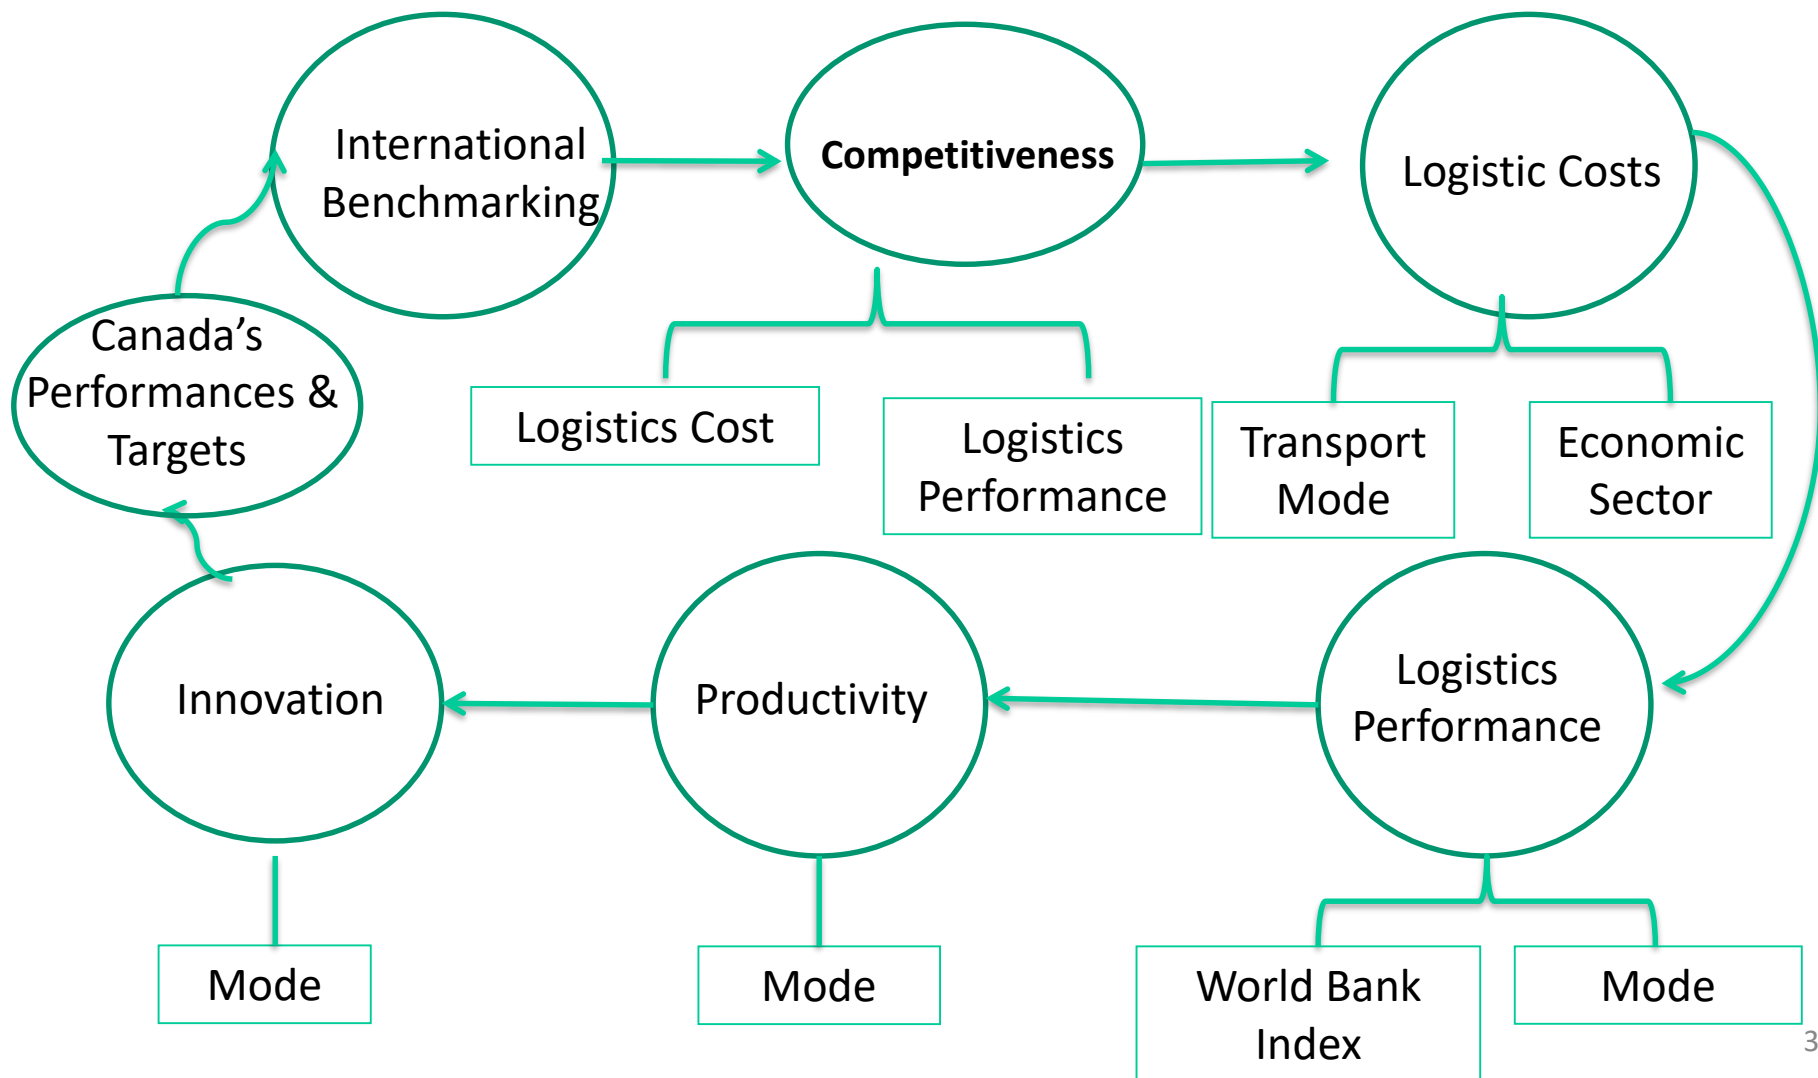 International
Benchmarking
Competitiveness
Logistic Costs
Canada’s
Performances &
Targets
Logistics Cost
Logistics
Performance
Transport
Mode
Economic
Sector
Innovation
Productivity
Logistics
Performance
Mode
Mode
World Bank
Index
Mode
3